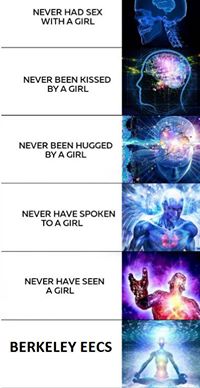 NEVER HAD SEX
WITH A GIRL
NEVER BEEN KISSED
BY A GIRL
NEVER BEEN HUGGED
BY A GIRL
NEVER HAVE SPOKEN
TO A GIRL
NEVER HAVE SEEN
A GIRL
BERKELEY EECS